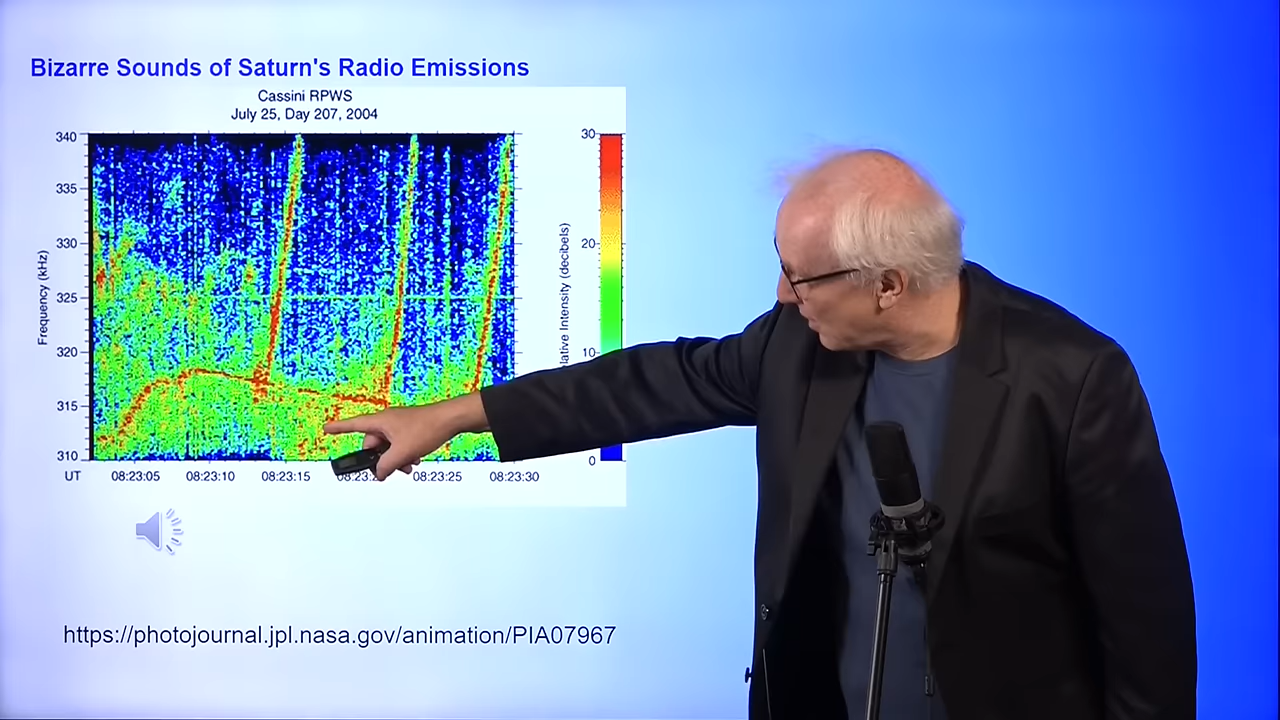 Bizarre Sounds of Saturn's Radio Emissions
Cassini RPWS
July 25, Day 207, 2004
340
335
330
325
320
315
310
Frequency (kHz)
UT
08:23:05
08:23:10
08:23:15
08:23:25
08:23:30
30
20
10
0
Intensity (decibels)
https://photojournal.jpl.nasa.gov/animation/PIA07967